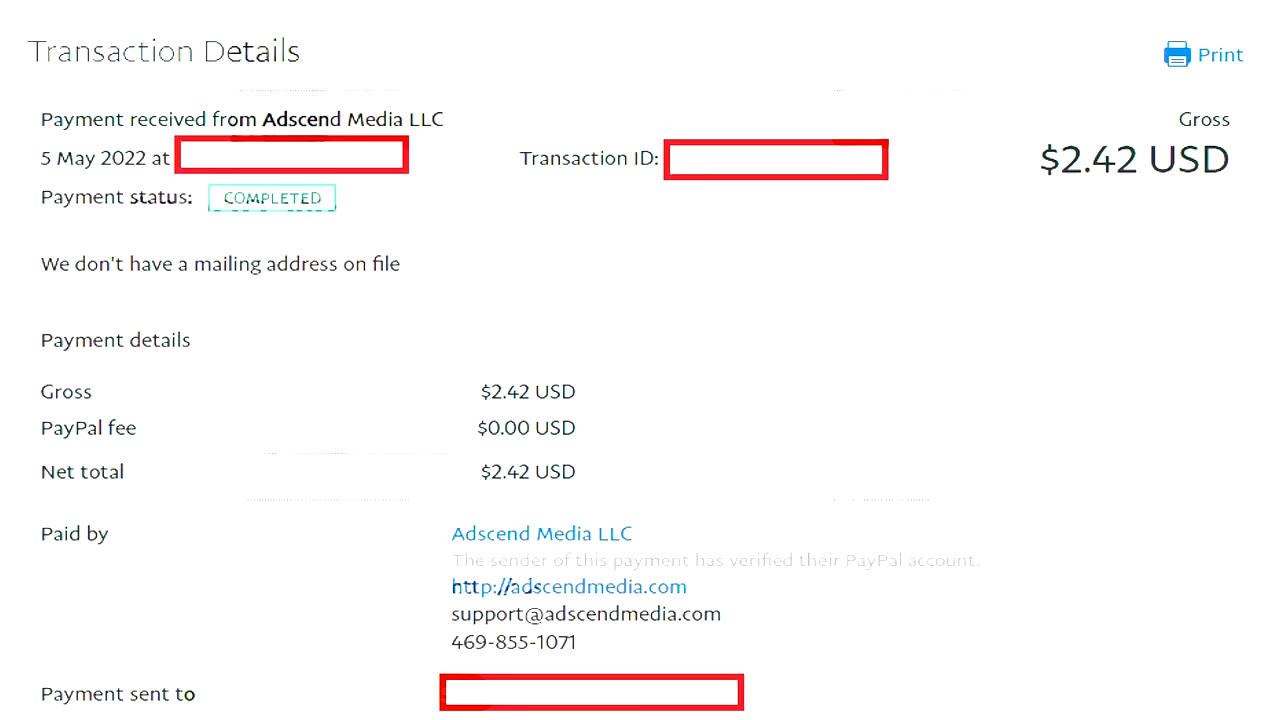 Transaction Details
Print
Payment received from Adscend Media LLC
Gross
5 May 2022 at
Transaction ID:
$2.42 USD
Payment status: COMPLETED
We don't have a mailing address on file
Payment details
Gross $2.42 USD
PayPal fee $0.00 USD
Net total $2.42 USD
Paid by Adscend Media LLC
The sender of this payment has verified their PayPal account.
http://adscendmedia.com
support@adscendmedia.com
469-855-1071
Payment sent to